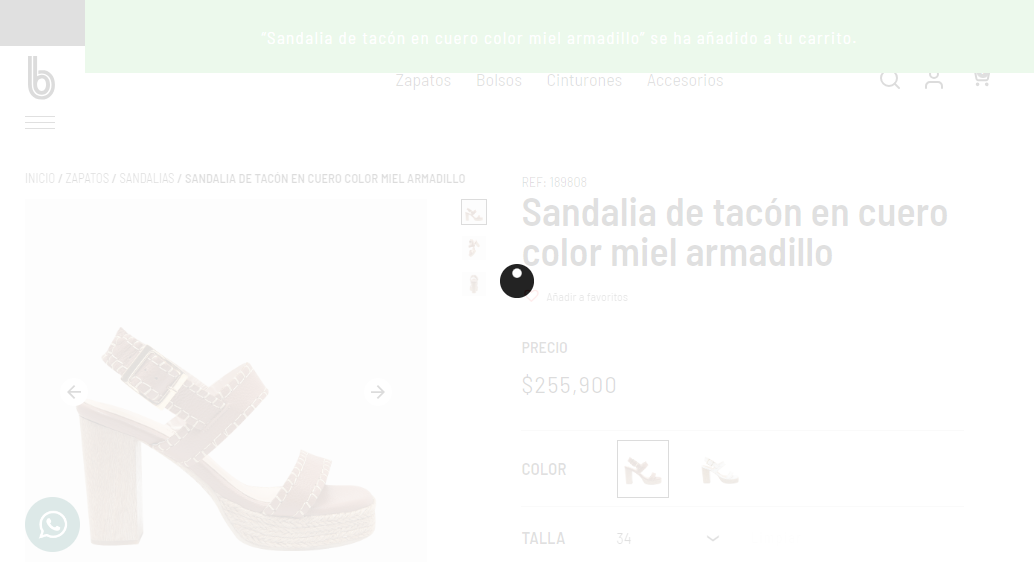 "Sandalia de tacón en cuero color miel armadillo" se ha añadido a tu carrito.
b
Zapatos Bolsos Cinturones Accesorios
INICIO / ZAPATOS / SANDALIAS / SANDALIA DE TACÓN EN CUERO COLOR MIEL ARMADILLO
REF: 189808
Sandalia de tacón en cuero
color miel armadillo
Añadir a favoritos
PRECIO
$255,900
COLOR
TALLA 34